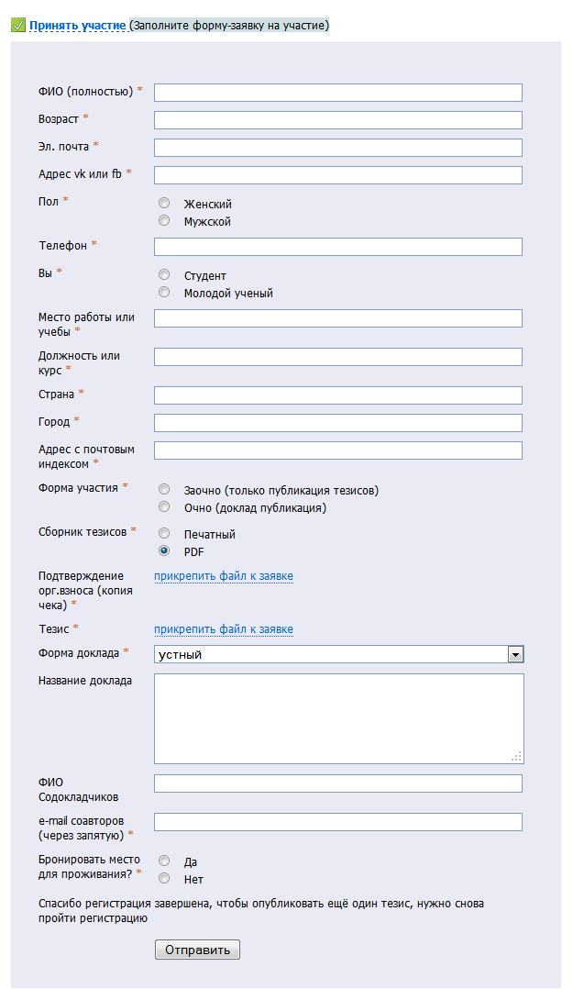 Принять участие (Заполните форму-заявку на участие)
ФИО (полностью) *
Возраст *
Эл. почта *
Адрес vk или fb *
Пол *
Женский
Мужской
Телефон *
Вы *
Студент
Молодой ученый
Место работы или
учебы *
Должность или
курс *
Страна *
Город *
Адрес с почтовым
индексом *
Форма участия *
Заочно (только публикация тезисов)
Очно (доклад публикация)
Сборник тезисов *
Печатный
PDF
Подтверждение
орг.взноса (копия
чека) *
прикрепить файл к заявке
Тезис *
прикрепить файл к заявке
Форма доклада *
устный
Название доклада
ФИО
Содокладчиков
e-mail соавторов
(через запятую) *
Бронировать место
для проживания? *
Да
Нет
Спасибо регистрация завершена, чтобы опубликовать ещё один тезис, нужно снова
пройти регистрацию
Отправить